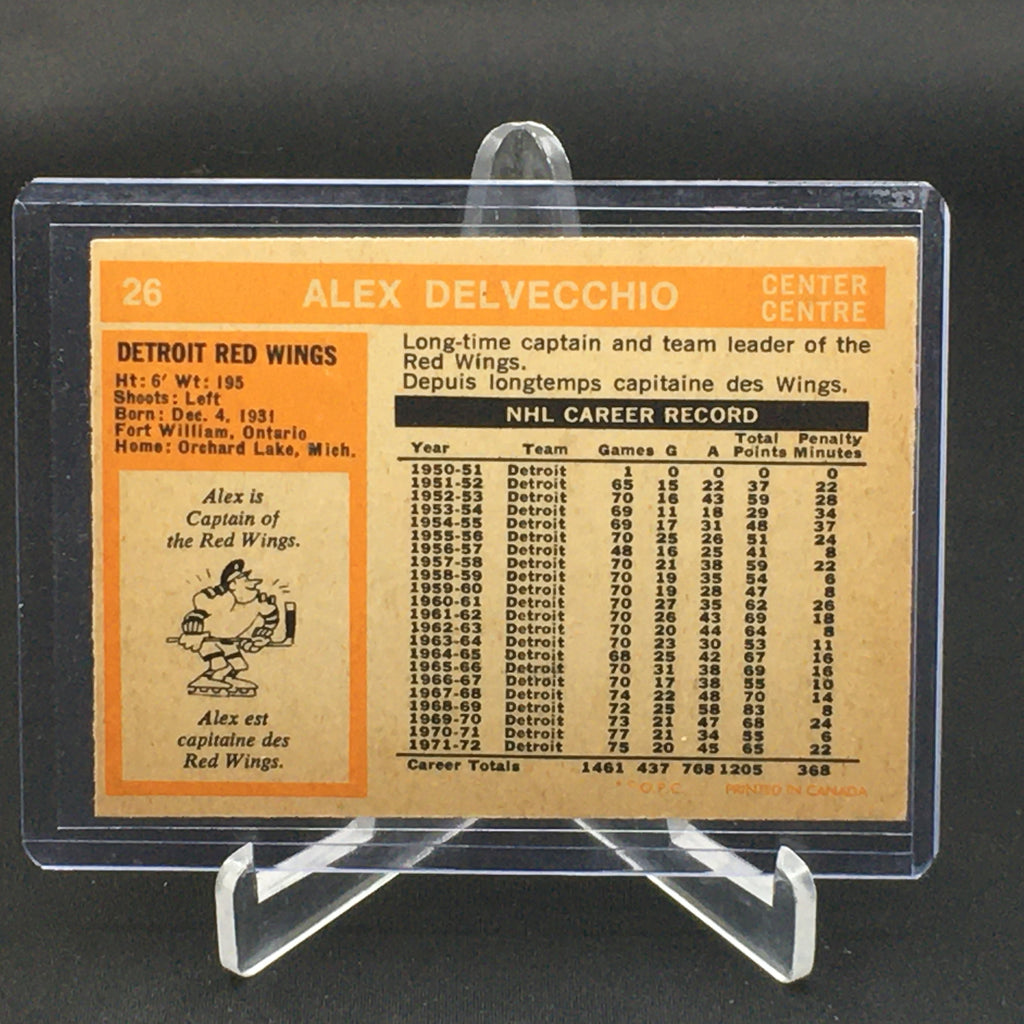 26 ALEX DELVECCHIO CENTER
CENTRE
DETROIT RED WINGS
Ht: 6' Wt: 195
Shoots: Left
Born: Dec. 4, 1931
Fort William, Ontario
Home: Orchard Lake, Mich.
Alex is
Captain of
the Red Wings.
Alex est
capitaine des
Red Wings.
Long-time captain and team leader of the
Red Wings.
Depuis longtemps capitaine des Wings.
NHL CAREER RECORD
Year Team Games G A Total Points Penalty Minutes
1950-51 Detroit 1 0 0 0 0
1951-52 Detroit 65 15 22 37 22
1952-53 Detroit 70 16 43 59 28
1953-54 Detroit 69 11 18 29 34
1954-55 Detroit 69 17 31 48 37
1955-56 Detroit 70 25 26 51 24
1956-57 Detroit 48 16 25 41 8
1957-58 Detroit 70 21 38 59 22
1958-59 Detroit 70 19 35 54 6
1959-60 Detroit 70 19 28 47 8
1960-61 Detroit 70 27 35 62 26
1961-62 Detroit 70 26 43 69 18
1962-63 Detroit 70 20 44 64 8
1963-64 Detroit 70 23 30 53 11
1964-65 Detroit 68 25 42 67 16
1965-66 Detroit 70 31 38 69 16
1966-67 Detroit 70 17 38 55 10
1967-68 Detroit 74 22 48 70 14
1968-69 Detroit 72 25 58 83 8
1969-70 Detroit 73 21 47 68 24
1970-71 Detroit 77 21 34 55 6
1971-72 Detroit 75 20 45 65 22
Career Totals 1461 437 768 1205 368
O.P.C. PRINTED IN CANADA